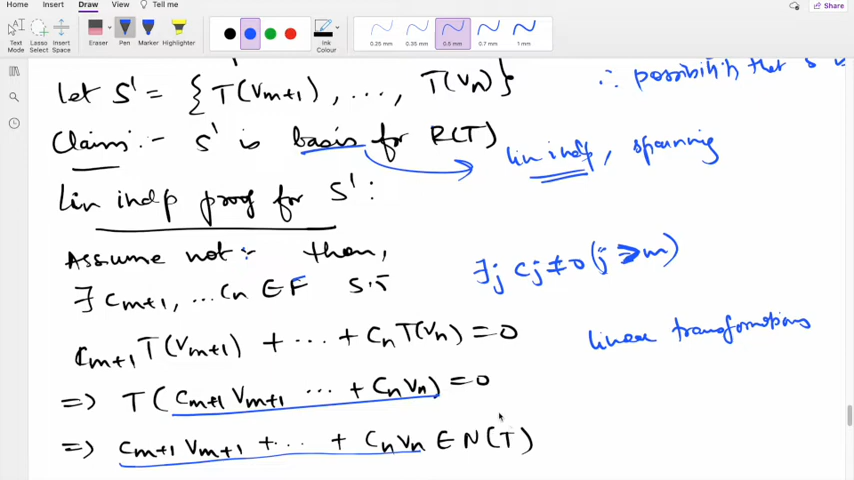 Home Insert Draw View Tell me Share
Text Mode Lasso Select Insert Space Eraser Pen Marker Highlighter Ink Colour 0.25 mm 0.35 mm 0.5 mm 0.7 mm 1 mm
∴ possibility that S is
let S' = {T(Vm+1), ..., T(Vn)}
Claim:- S' is basis for R(T)
lin indp, spanning
Lin indp proof for S':
Assume not: then,
∃j cj ≠ 0 (j > m)
∃ Cm+1, ... Cn ∈ F s.t
Cm+1 T(Vm+1) + ... + Cn T(Vn) = 0
linear transformations
=> T(Cm+1 Vm+1 ... + Cn Vn) = 0
=> Cm+1 Vm+1 + ... + Cn Vn ∈ N(T)